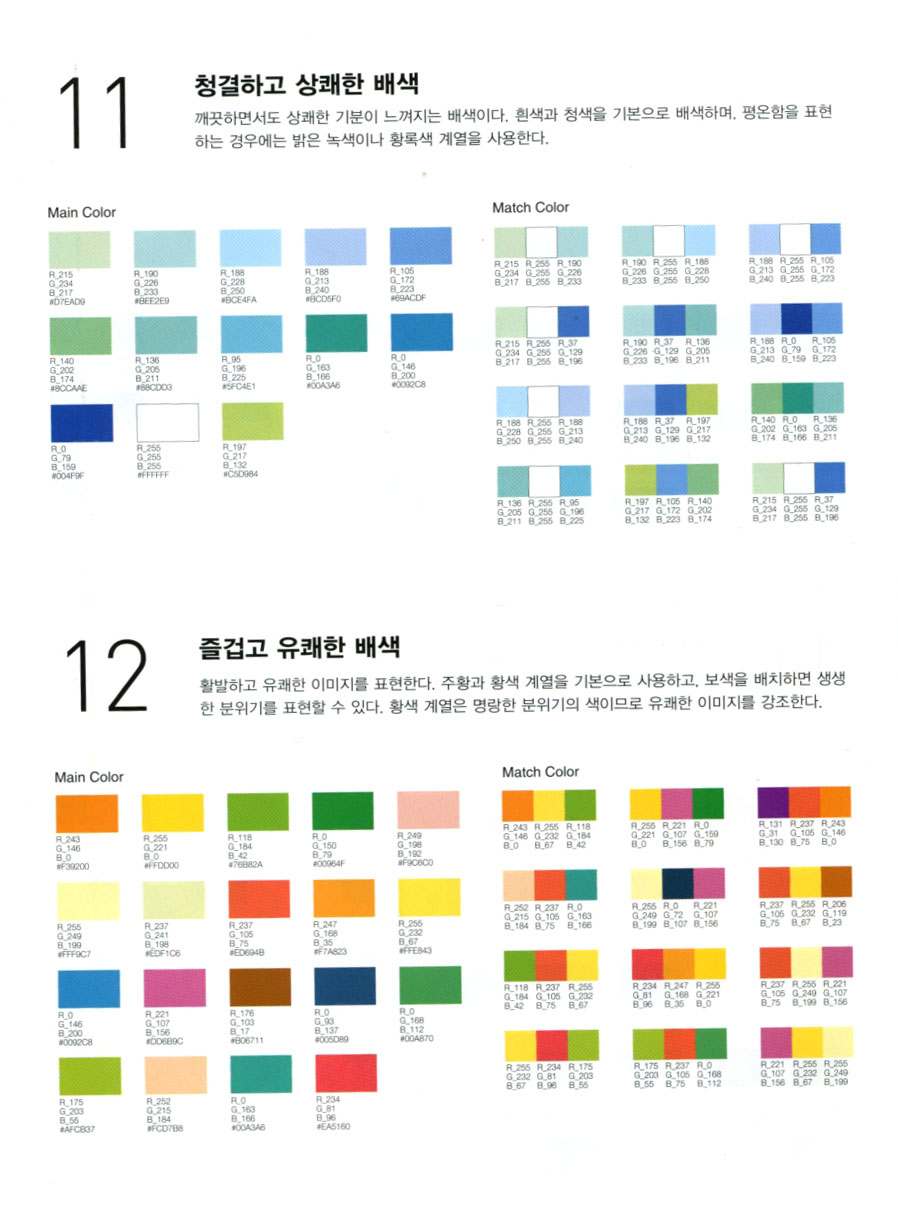 11
청결하고 상쾌한 배색
깨끗하면서도 상쾌한 기분이 느껴지는 배색이다. 흰색과 청색을 기본으로 배색하며, 평온함을 표현
하는 경우에는 밝은 녹색이나 황록색 계열을 사용한다.
Main Color
R_215 R_190 R_188 R_188 R_105
G_234 G_226 G_228 G_213 G_172
B_217 B_233 B_250 B_240 B_223
#D7EAD9 #BEE2E9 #BCE4FA #BCD5F0 #69ACDF
R_140 R_136 R_95 R_0 R_0
G_202 G_205 G_196 G_163 G_146
B_174 B_211 B_225 B_166 B_200
#8CCAAE #88CDD3 #5FC4E1 #00A3A6 #0092C8
R_0 R_255 R_197
G_79 G_255 G_217
B_159 B_255 B_132
#004F9F #FFFFFF #C5D984
Match Color
R_215 R_255 R_190 R_190 R_255 R_188 R_188 R_255 R_105
G_234 G_255 G_226 G_226 G_255 G_228 G_213 G_255 G_172
B_217 B_255 B_233 B_233 B_255 B_250 B_240 B_255 B_223
R_215 R_255 R_37 R_190 R_37 R_136 R_188 R_0 R_105
G_234 G_255 G_129 G_226 G_129 G_205 G_213 G_79 G_172
B_217 B_255 B_196 B_233 B_196 B_211 B_240 B_159 B_223
R_188 R_255 R_188 R_188 R_37 R_197 R_140 R_0 R_136
G_228 G_255 G_213 G_213 G_129 G_217 G_202 G_163 G_205
B_250 B_255 B_240 B_240 B_196 B_132 B_174 B_166 B_211
R_136 R_255 R_95 R_197 R_105 R_140 R_215 R_255 R_37
G_205 G_255 G_196 G_217 G_172 G_202 G_234 G_255 G_129
B_211 B_255 B_225 B_132 B_223 B_174 B_217 B_255 B_196
12
즐겁고 유쾌한 배색
활발하고 유쾌한 이미지를 표현한다. 주황과 황색 계열을 기본으로 사용하고, 보색을 배치하면 생생
한 분위기를 표현할 수 있다. 황색 계열은 명랑한 분위기의 색이므로 유쾌한 이미지를 강조한다.
Main Color
R_243 R_255 R_118 R_0 R_249
G_146 G_221 G_184 G_150 G_198
B_0 B_0 B_42 B_79 B_192
#F39200 #FFDD00 #76B82A #00964F #F9C6C0
R_255 R_237 R_237 R_247 R_255
G_249 G_241 G_105 G_168 G_232
B_199 B_198 B_75 B_35 B_67
#FFF9C7 #EDF1C6 #ED694B #F7A823 #FFE843
R_0 R_221 R_176 R_0 R_0
G_146 G_107 G_103 G_93 G_168
B_200 B_156 B_17 B_137 B_112
#0092C8 #DD6B9C #B06711 #005D89 #00A870
R_175 R_252 R_0 R_234
G_203 G_215 G_163 G_81
B_55 B_184 B_166 B_96
#AFCB37 #FCD7B8 #00A3A6 #EA5160
Match Color
R_243 R_255 R_118 R_255 R_221 R_0 R_131 R_237 R_243
G_146 G_232 G_184 G_221 G_107 G_159 G_31 G_105 G_146
B_0 B_67 B_42 B_0 B_156 B_79 B_130 B_75 B_0
R_252 R_237 R_0 R_255 R_0 R_221 R_237 R_255 R_206
G_215 G_105 G_163 G_249 G_72 G_107 G_105 G_232 G_119
B_184 B_75 B_166 B_199 B_107 B_156 B_75 B_67 B_23
R_118 R_237 R_255 R_234 R_247 R_255 R_237 R_255 R_221
G_184 G_105 G_232 G_81 G_168 G_221 G_105 G_249 G_107
B_42 B_75 B_67 B_96 B_35 B_0 B_75 B_199 B_156
R_255 R_234 R_175 R_175 R_237 R_0 R_221 R_255 R_255
G_232 G_81 G_203 G_203 G_105 G_168 G_107 G_232 G_249
B_67 B_96 B_55 B_55 B_75 B_112 B_156 B_67 B_199